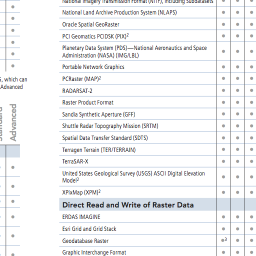 National Imagery Transmission Format (NITF), including Subdatasets
National Land Archive Production System (NLAPS)
Oracle Spatial GeoRaster
PCI Geomatics PCIDSK (PIX)²
Planetary Data System (PDS)—National Aeronautics and Space
Administration (NASA) (IMG/LBL)
Portable Network Graphics
PCRaster (MAP)²
RADARSAT-2
Raster Product Format
Sandia Synthetic Aperture (GFF)
Shuttle Radar Topography Mission (SRTM)
Spatial Data Transfer Standard (SDTS)
Terragen Terrain (TER/TERRAIN)
TerraSAR-X
United States Geological Survey (USGS) ASCII Digital Elevation
Model²
XPixMap (XPM)²
Direct Read and Write of Raster Data
ERDAS IMAGINE
Esri Grid and Grid Stack
Geodatabase Raster
Graphic Interchange Format
which can
Advanced
Advanced